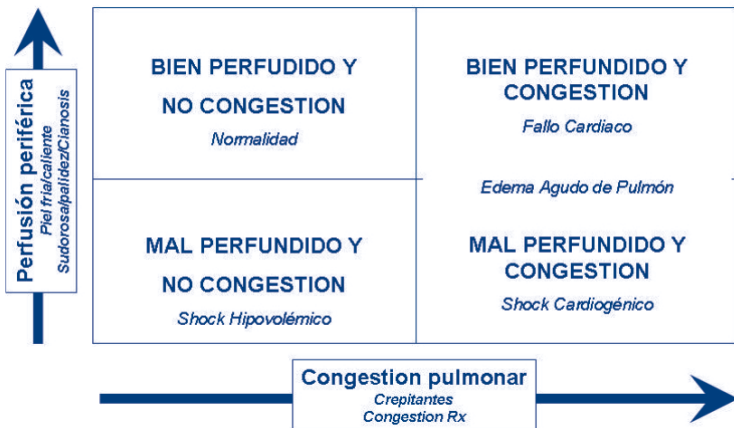 Perfusión periférica
Piel fria/caliente
Sudorosa/palidez/Cianosis
BIEN PERFUDIDO Y
NO CONGESTION
Normalidad
BIEN PERFUNDIDO Y
CONGESTION
Fallo Cardiaco
Edema Agudo de Pulmón
MAL PERFUNDIDO Y
NO CONGESTION
Shock Hipovolémico
MAL PERFUNDIDO Y
CONGESTION
Shock Cardiogénico
Congestion pulmonar
Crepitantes
Congestion Rx